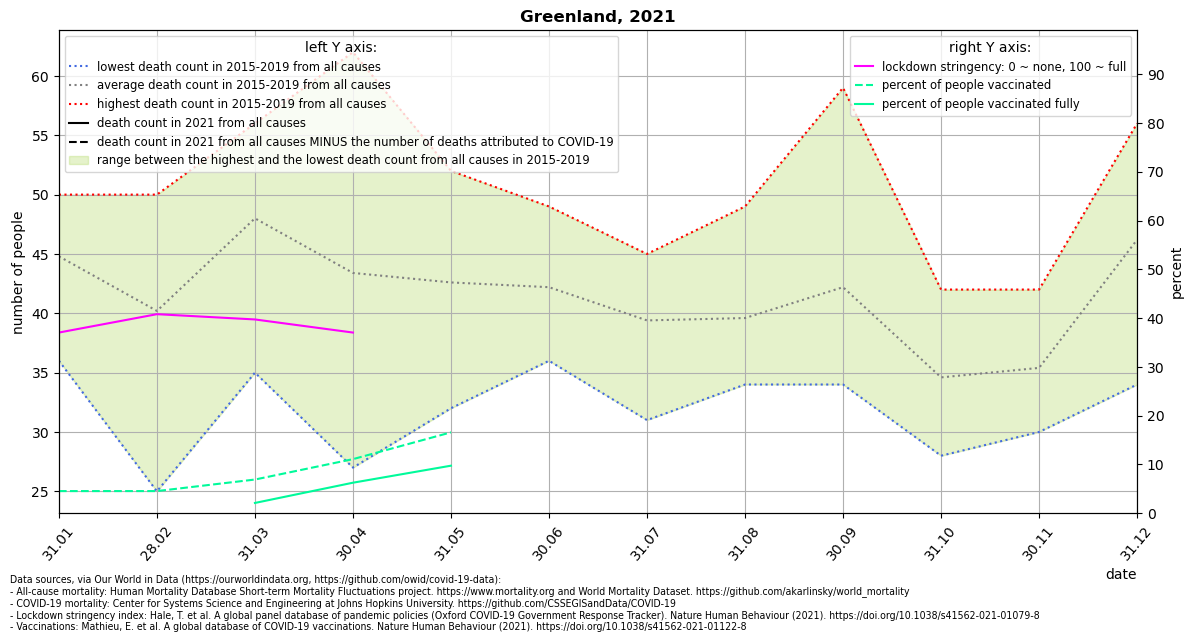 Greenland, 2021
left Y axis:
lowest death count in 2015-2019 from all causes
average death count in 2015-2019 from all causes
highest death count in 2015-2019 from all causes
death count in 2021 from all causes
death count in 2021 from all causes MINUS the number of deaths attributed to COVID-19
range between the highest and the lowest death count from all causes in 2015-2019
right Y axis:
lockdown stringency: 0 ~ none, 100 ~ full
percent of people vaccinated
percent of people vaccinated fully
number of people
60
55
50
45
40
35
30
25
percent
90
80
70
60
50
40
30
20
10
0
31.01
28.02
31.03
30.04
31.05
30.06
31.07
31.08
30.09
31.10
30.11
31.12
date
Data sources, via Our World in Data (https://ourworldindata.org, https://github.com/owid/covid-19-data):
- All-cause mortality: Human Mortality Database Short-term Mortality Fluctuations project. https://www.mortality.org and World Mortality Dataset. https://github.com/akarlinsky/world_mortality
- COVID-19 mortality: Center for Systems Science and Engineering at Johns Hopkins University. https://github.com/CSSEGISandData/COVID-19
- Lockdown stringency index: Hale, T. et al. A global panel database of pandemic policies (Oxford COVID-19 Government Response Tracker). Nature Human Behaviour (2021). https://doi.org/10.1038/s41562-021-01079-8
- Vaccinations: Mathieu, E. et al. A global database of COVID-19 vaccinations. Nature Human Behaviour (2021). https://doi.org/10.1038/s41562-021-01122-8